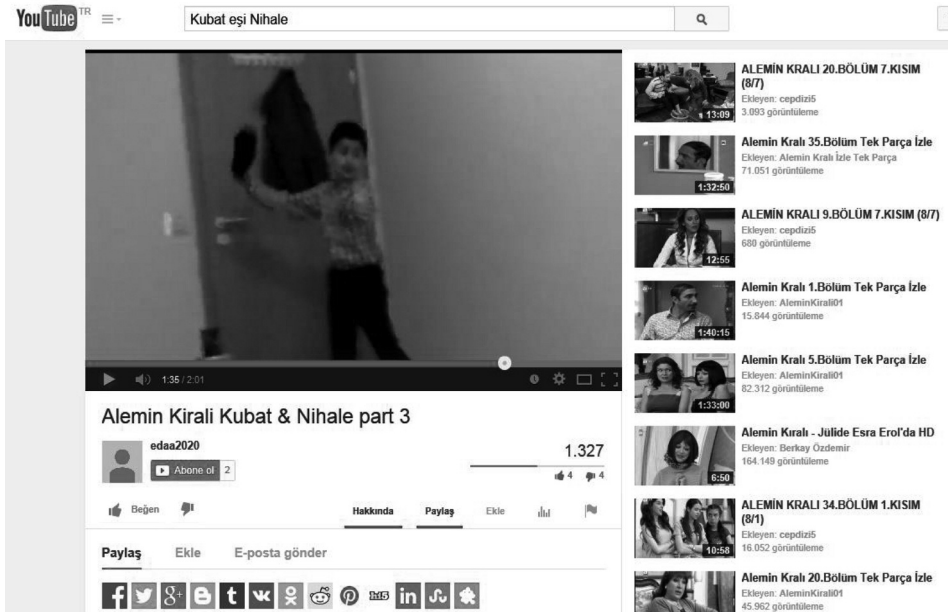 YouTube TR
Kubat eşi Nihale
1:35 / 2:01
Alemin Kirali Kubat & Nihale part 3
edaa2020
Abone ol 2
1.327
4 4
Beğen
Hakkında Paylaş Ekle
Paylaş Ekle E-posta gönder
ALEMİN KRALI 20.BÖLÜM 7.KISIM
(8/7)
Ekleyen: cepdizi5
3.093 görüntüleme
13:09
Alemin Kralı 35.Bölüm Tek Parça İzle
Ekleyen: Alemin Kralı İzle Tek Parça
71.051 görüntüleme
1:32:50
ALEMİN KRALI 9.BÖLÜM 7.KISIM (8/7)
Ekleyen: cepdizi5
680 görüntüleme
12:55
Alemin Kralı 1.Bölüm Tek Parça İzle
Ekleyen: AleminKirali01
15.844 görüntüleme
1:40:15
Alemin Kralı 5.Bölüm Tek Parça İzle
Ekleyen: AleminKirali01
82.312 görüntüleme
1:33:00
Alemin Kıralı - Jülide Esra Erol'da HD
Ekleyen: Berkay Özdemir
164.149 görüntüleme
6:50
ALEMİN KRALI 34.BÖLÜM 1.KISIM
(8/1)
Ekleyen: cepdizi5
16.052 görüntüleme
10:58
Alemin Kralı 20.Bölüm Tek Parça İzle
Ekleyen: AleminKirali01
45.962 görüntüleme